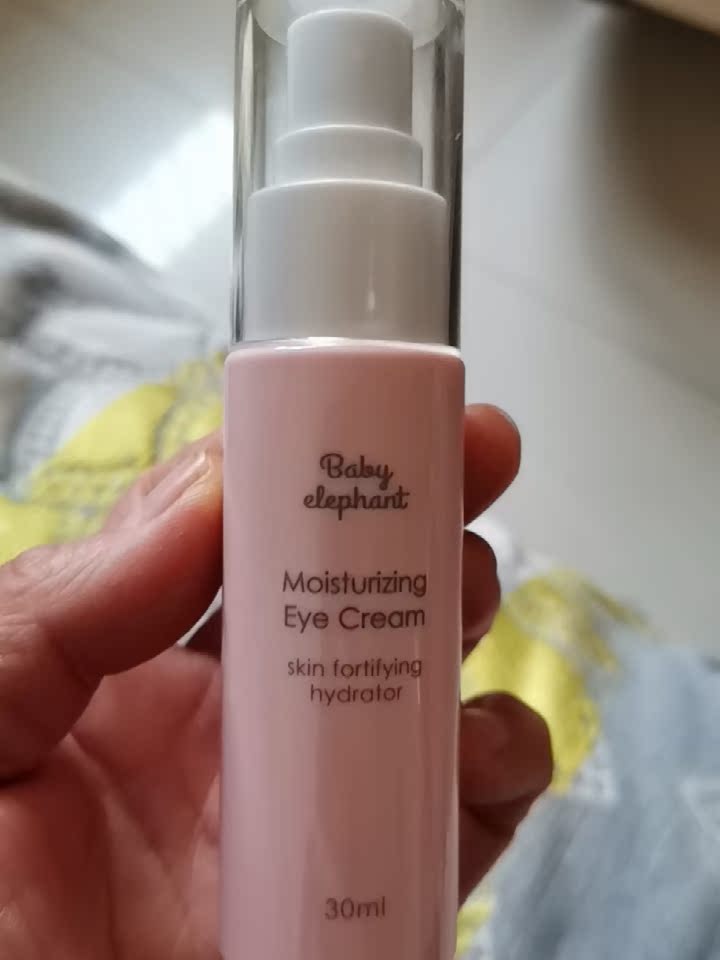 Baby
elephant
Moisturizing
Eye Cream
skin fortifying
hydrator
30ml